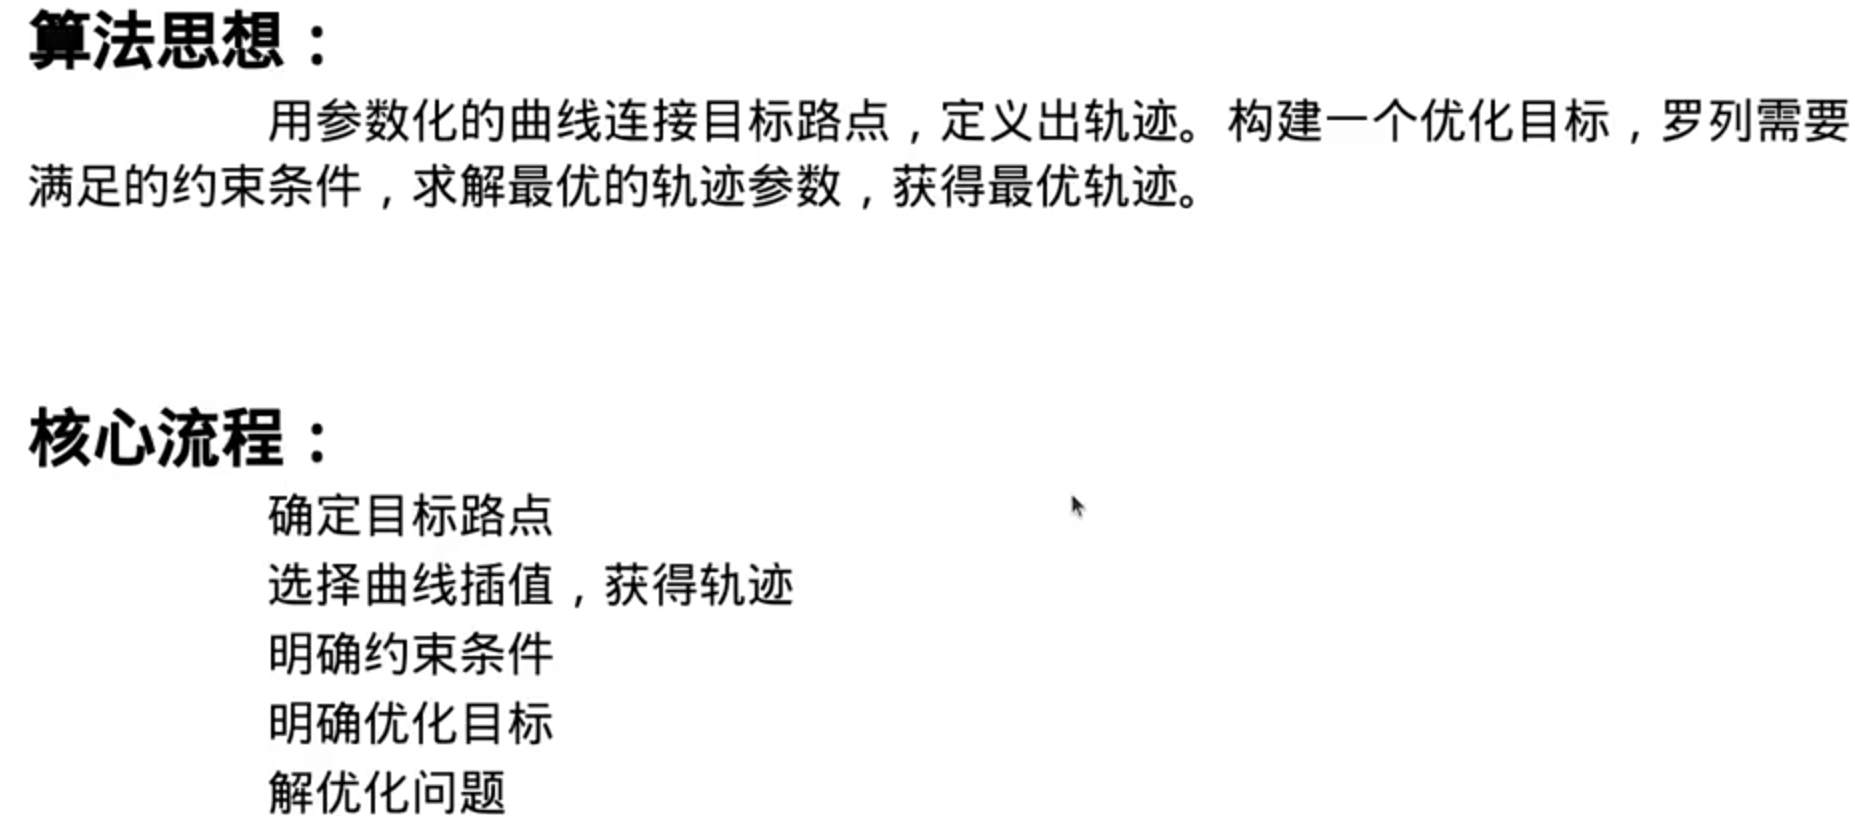 算法思想：
用参数化的曲线连接目标路点，定义出轨迹。构建一个优化目标，罗列需要
满足的约束条件，求解最优的轨迹参数，获得最优轨迹。
核心流程：
确定目标路点
选择曲线插值，获得轨迹
明确约束条件
明确优化目标
解优化问题